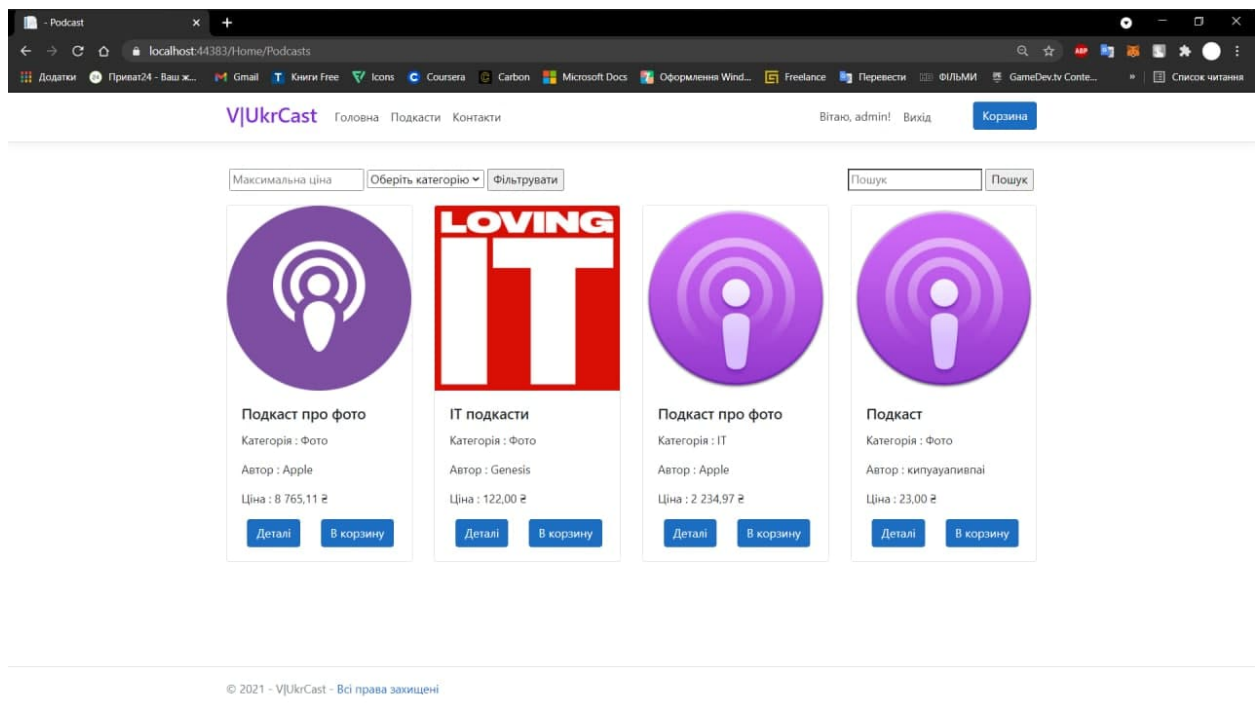 - Podcast
localhost:44383/Home/Podcasts
ABP
Додатки Приват24 - Ваш ж... Gmail Книги Free Icons Coursera Carbon Microsoft Docs Оформлення Wind... Freelance Перевести ФІЛЬМИ GameDev.tv Conte... » Список читання
V|UkrCast Головна Подкасти Контакти Вітаю, admin! Вихід Корзина
Максимальна ціна Оберіть категорію Фільтрувати Пошук Пошук
LOVING
IT
Подкаст про фото IT подкасти Подкаст про фото Подкаст
Категорія : Фото Категорія : Фото Категорія : IT Категорія : Фото
Автор : Apple Автор : Genesis Автор : Apple Автор : кипуауапивпаі
Ціна : 8 765,11 ₴ Ціна : 122,00 ₴ Ціна : 2 234,97 ₴ Ціна : 23,00 ₴
Деталі В корзину Деталі В корзину Деталі В корзину Деталі В корзину
© 2021 - V|UkrCast - Всі права захищені